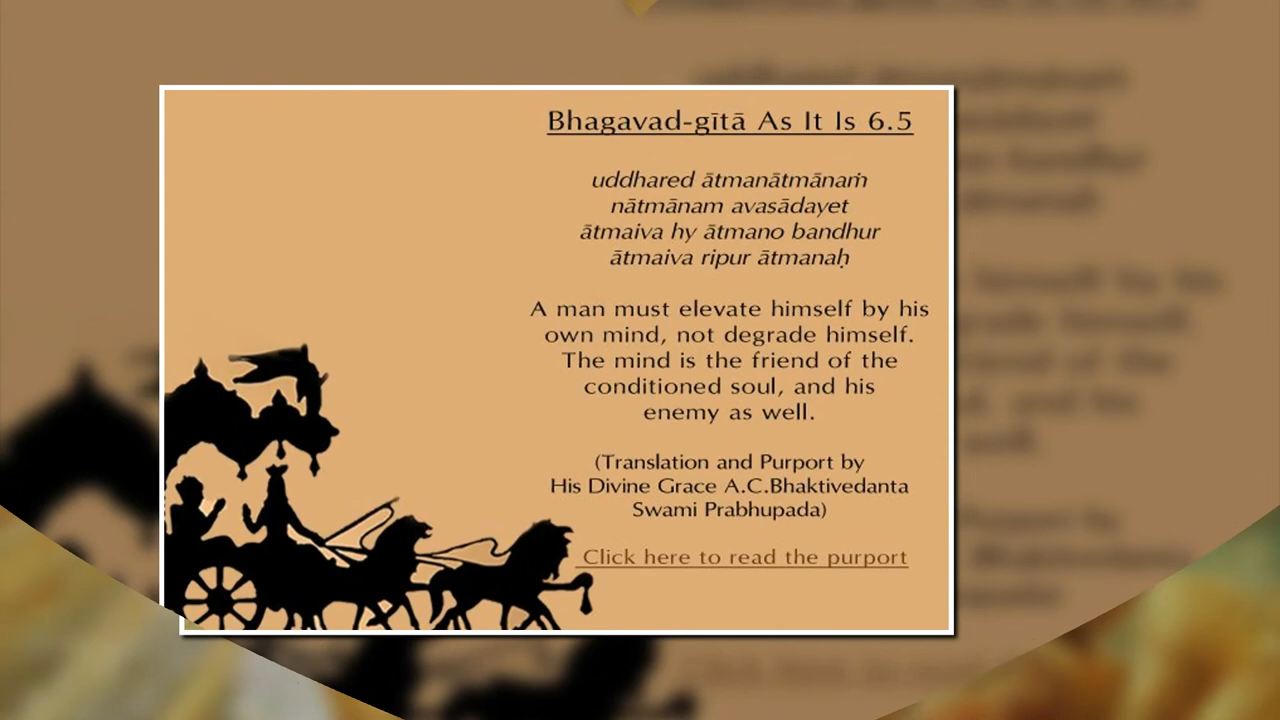 Bhagavad-gītā As It Is 6.5
uddhared ātmanātmānaṁ
nātmānam avasādayet
ātmaiva hy ātmano bandhur
ātmaiva ripur ātmanaḥ
A man must elevate himself by his
own mind, not degrade himself.
The mind is the friend of the
conditioned soul, and his
enemy as well.
(Translation and Purport by
His Divine Grace A.C.Bhaktivedanta
Swami Prabhupada)
Click here to read the purport